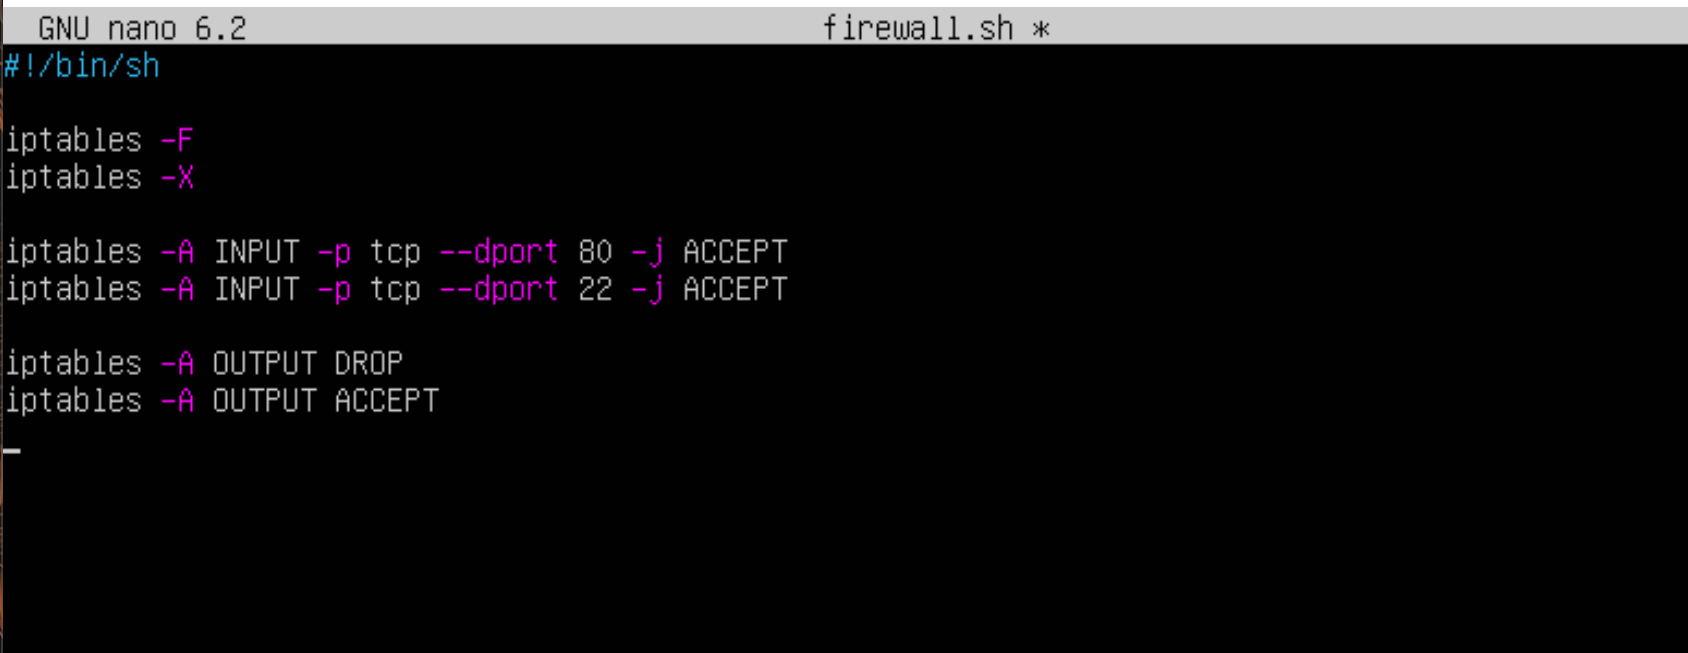 GNU nano 6.2 firewall.sh *
#!/bin/sh
iptables -F
iptables -X
iptables -A INPUT -p tcp --dport 80 -j ACCEPT
iptables -A INPUT -p tcp --dport 22 -j ACCEPT
iptables -A OUTPUT DROP
iptables -A OUTPUT ACCEPT